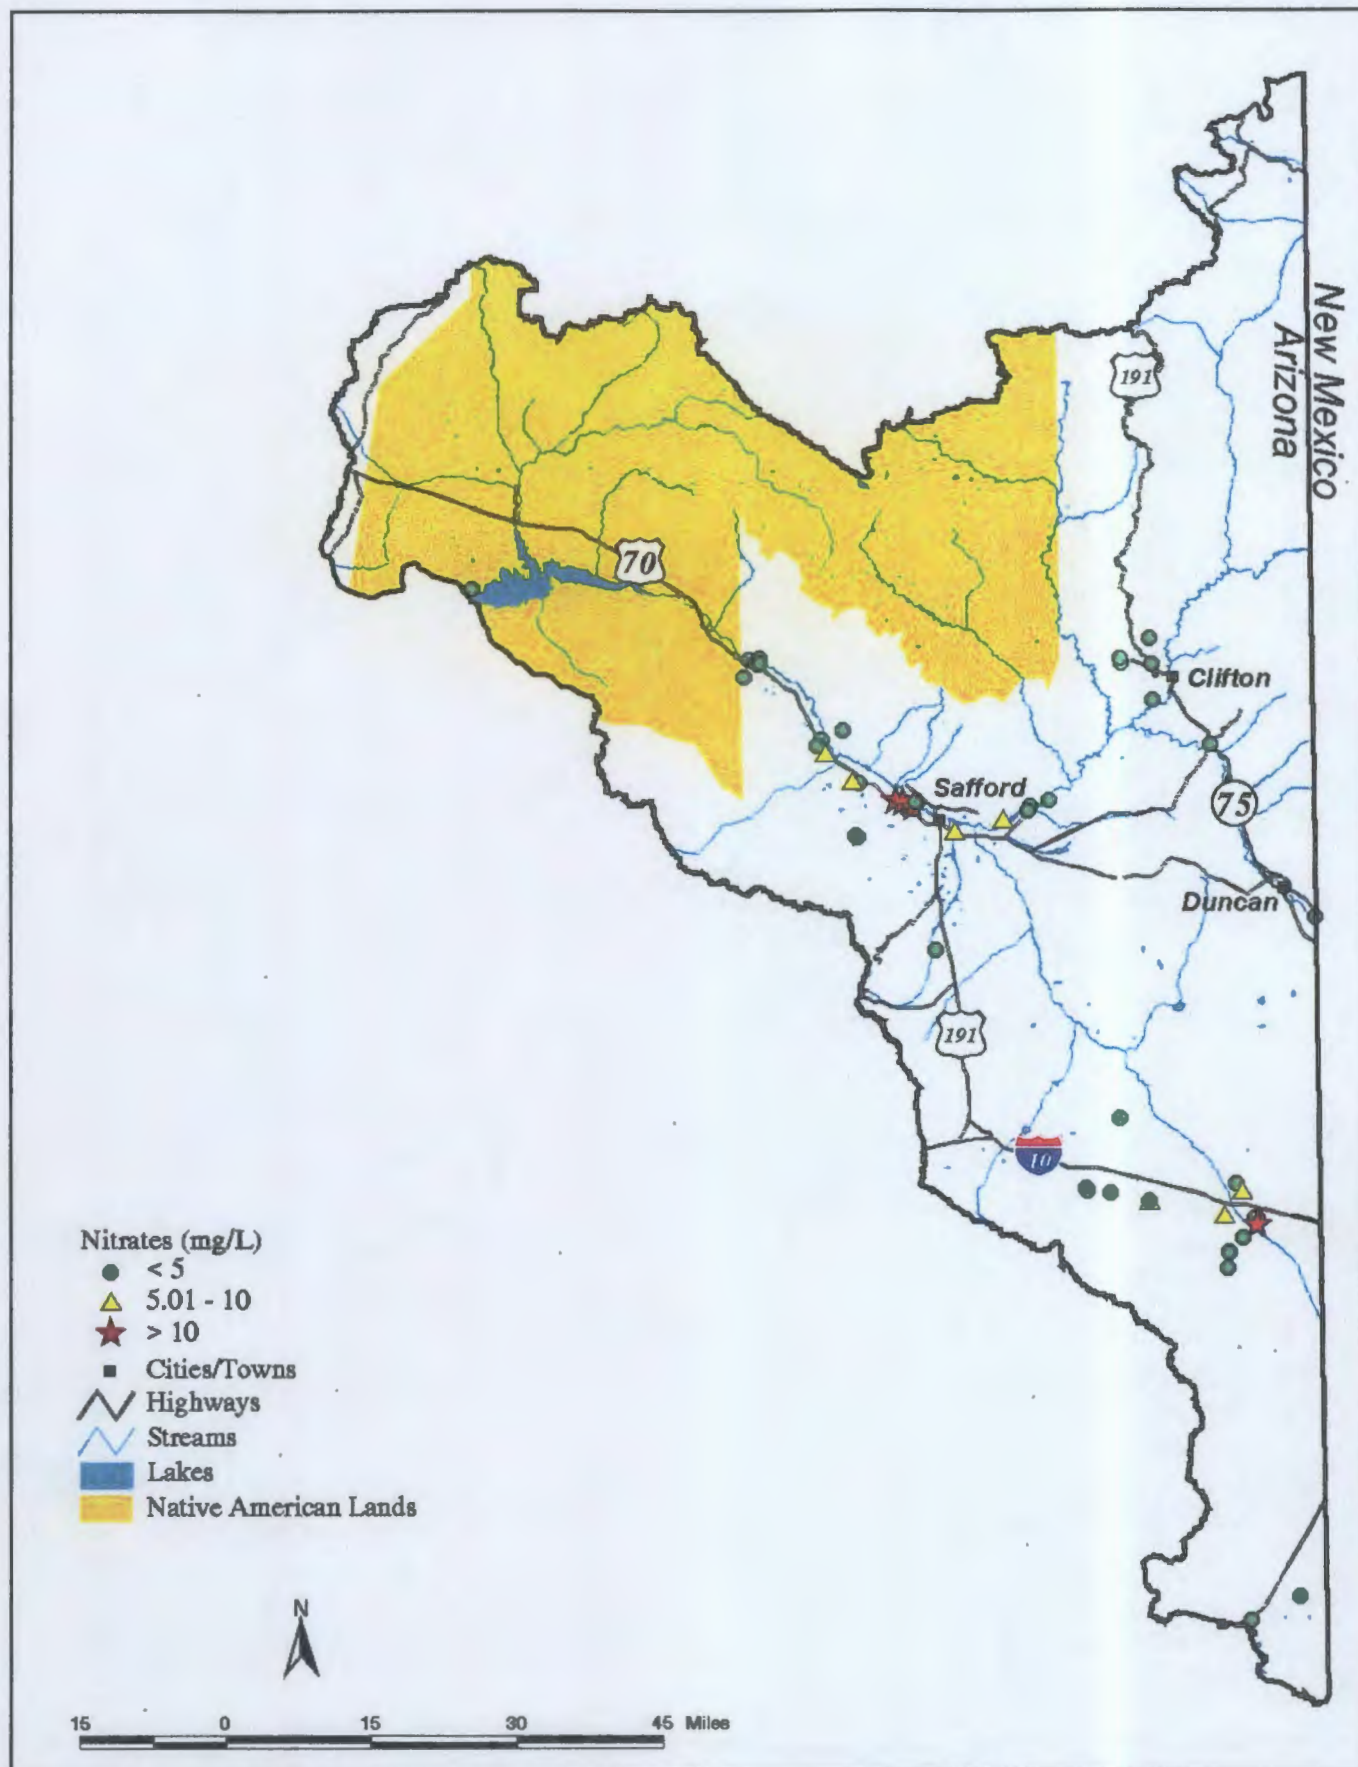 New Mexico
Arizona
191
70
Clifton
Safford
75
Duncan
191
10
Nitrates (mg/L)
< 5
5.01 - 10
> 10
Cities/Towns
Highways
Streams
Lakes
Native American Lands
N
15 0 15 30 45 Miles